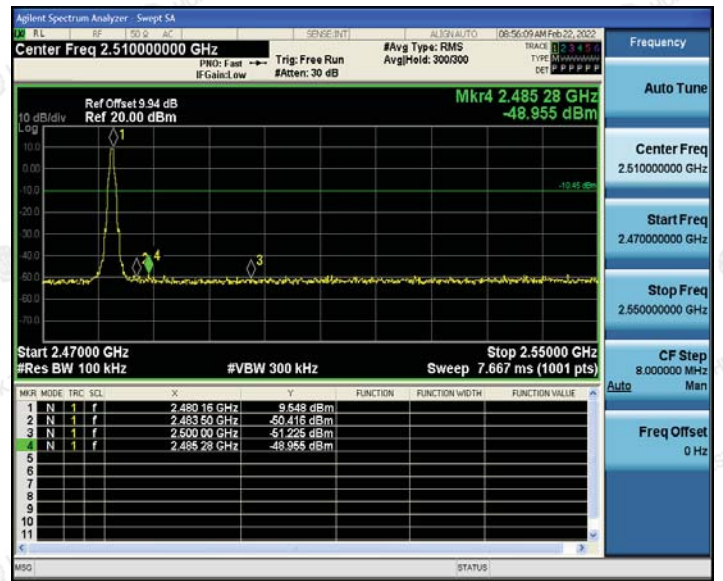 Agilent Spectrum Analyzer - Swept SA
RL RF 50 Ω AC SENSE:INT ALIGN AUTO 08:56:09 AM Feb 22, 2022
Center Freq 2.510000000 GHz #Avg Type: RMS TRACE 1 2 3 4 5 6
PNO: Fast Trig: Free Run Avg|Hold: 300/300 TYPE M
IFGain:Low #Atten: 30 dB DET P P P P P P
Ref Offset 9.94 dB Mkr4 2.485 28 GHz
10 dB/div Ref 20.00 dBm -48.955 dBm
Log
1
10.0
0.00
-10.0
-10.45 dBm
-20.0
-30.0
-40.0
2 4 3
-50.0
-60.0
-70.0
Start 2.47000 GHz Stop 2.55000 GHz
#Res BW 100 kHz #VBW 300 kHz Sweep 7.667 ms (1001 pts)
MKR MODE TRC SCL X Y FUNCTION FUNCTION WIDTH FUNCTION VALUE
1 N 1 f 2.480 16 GHz 9.548 dBm
2 N 1 f 2.483 50 GHz -50.416 dBm
3 N 1 f 2.500 00 GHz -51.225 dBm
4 N 1 f 2.485 28 GHz -48.955 dBm
5
6
7
8
9
10
11
MSG STATUS
Frequency
Auto Tune
Center Freq
2.510000000 GHz
Start Freq
2.470000000 GHz
Stop Freq
2.550000000 GHz
CF Step
8.000000 MHz
Auto Man
Freq Offset
0 Hz